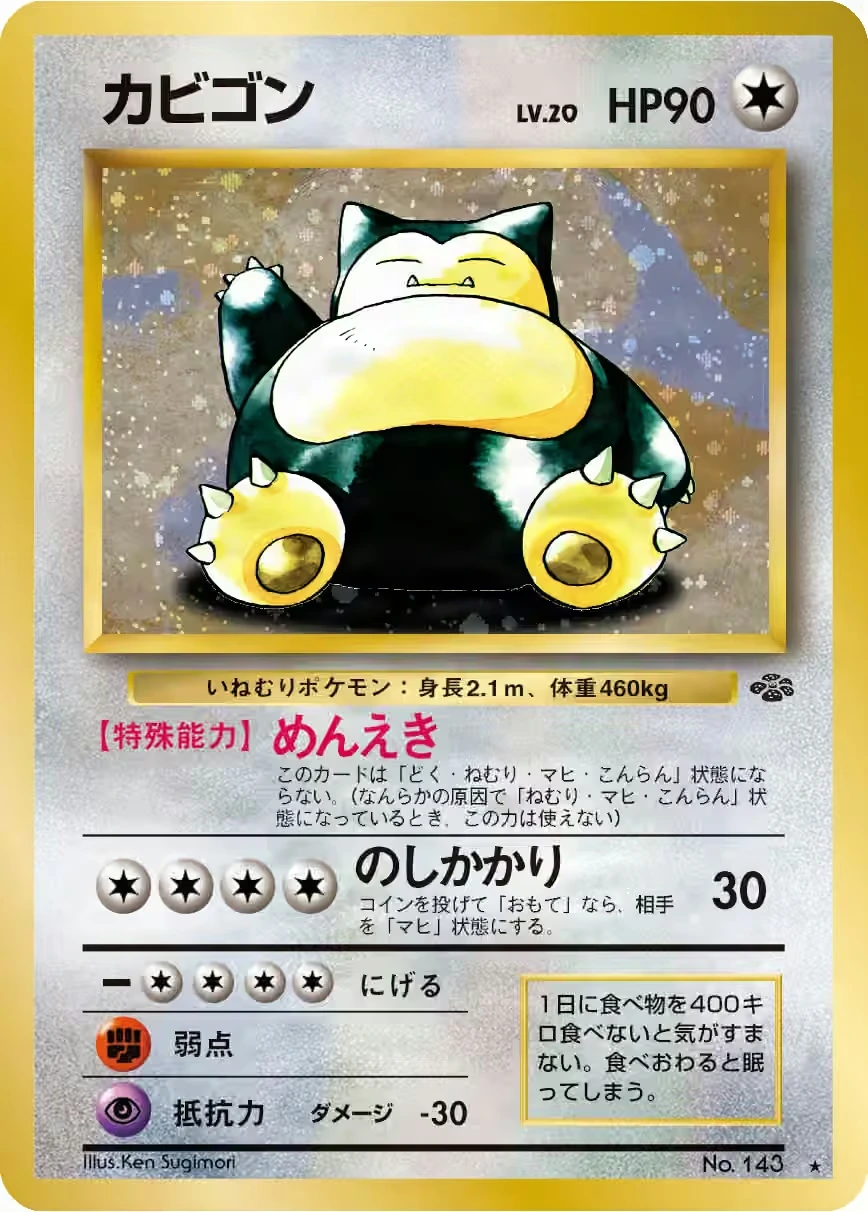 カビゴン LV.20 HP90
いねむりポケモン：身長2.1m、体重460kg
【特殊能力】めんえき
このカードは「どく・ねむり・マヒ・こんらん」状態にな
らない。（なんらかの原因で「ねむり・マヒ・こんらん」状
態になっているとき、この力は使えない）
のしかかり 30
コインを投げて「おもて」なら、相手
を「マヒ」状態にする。
ー にげる
弱点
抵抗力 ダメージ -30
1日に食べ物を400キ
ロ食べないと気がすま
ない。食べおわると眠
ってしまう。
Illus.Ken Sugimori No. 143 ★